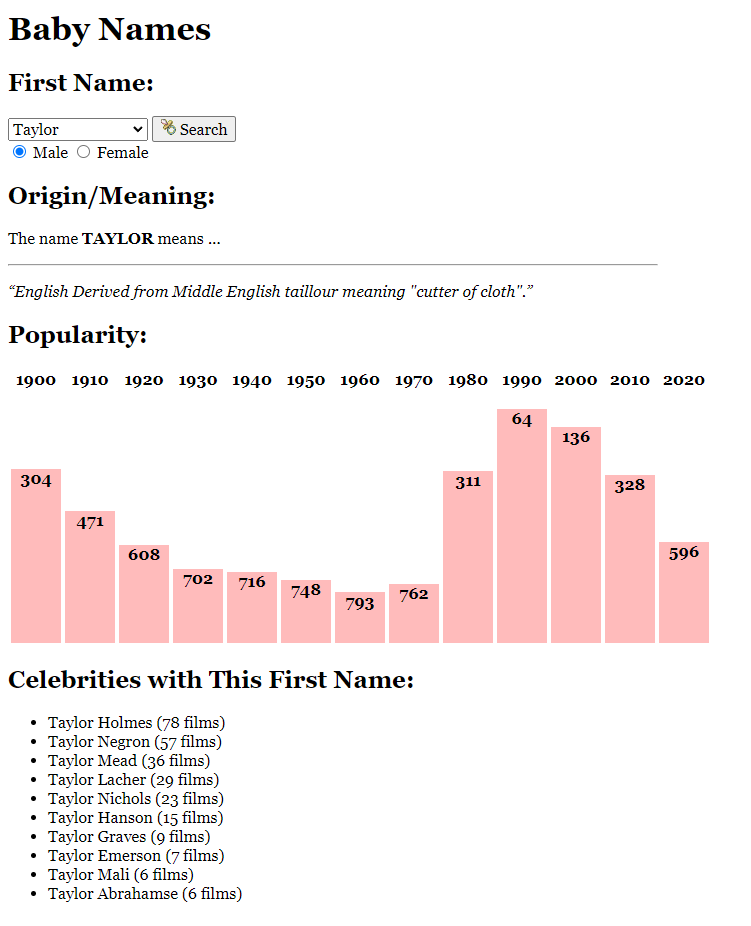 Baby Names
First Name:
Taylor Search
Male Female
Origin/Meaning:
The name TAYLOR means ...
“English Derived from Middle English taillour meaning "cutter of cloth".”
Popularity:
1900 1910 1920 1930 1940 1950 1960 1970 1980 1990 2000 2010 2020
304 471 608 702 716 748 793 762 311 64 136 328 596
Celebrities with This First Name:
Taylor Holmes (78 films)
Taylor Negron (57 films)
Taylor Mead (36 films)
Taylor Lacher (29 films)
Taylor Nichols (23 films)
Taylor Hanson (15 films)
Taylor Graves (9 films)
Taylor Emerson (7 films)
Taylor Mali (6 films)
Taylor Abrahamse (6 films)